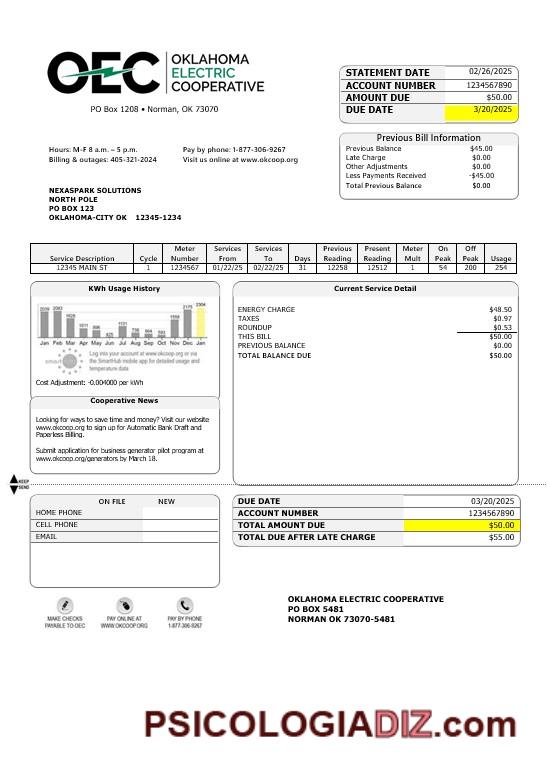 OEC OKLAHOMA
ELECTRIC
COOPERATIVE
PO Box 1208 • Norman, OK 73070
STATEMENT DATE 02/26/2025
ACCOUNT NUMBER 1234567890
AMOUNT DUE $50.00
DUE DATE 3/20/2025
Hours: M-F 8 a.m. – 5 p.m. Pay by phone: 1-877-306-9267
Billing & outages: 405-321-2024 Visit us online at www.okcoop.org
Previous Bill Information
Previous Balance $45.00
Late Charge $0.00
Other Adjustments $0.00
Less Payments Received -$45.00
Total Previous Balance $0.00
NEXASPARK SOLUTIONS
NORTH POLE
PO BOX 123
OKLAHOMA-CITY OK 12345-1234
Meter Services Services Previous Present Meter On Off
Service Description Cycle Number From To Days Reading Reading Mult Peak Peak Usage
12345 MAIN ST 1 1234567 01/22/25 02/22/25 31 12258 12512 1 54 200 254
KWh Usage History
Jan Feb Mar Apr May Jun Jul Aug Sep Oct Nov Dec Jan
Log into your account at www.okcoop.org or via
the SmartHub mobile app for detailed usage and
temperature data
Cost Adjustment: -0.004000 per kWh
Cooperative News
Looking for ways to save time and money? Visit our website
www.okcoop.org to sign up for Automatic Bank Draft and
Paperless Billing.
Submit application for business generator pilot program at
www.okcoop.org/generators by March 18.
Current Service Detail
ENERGY CHARGE $48.50
TAXES $0.97
ROUNDUP $0.53
THIS BILL $50.00
PREVIOUS BALANCE $0.00
TOTAL BALANCE DUE $50.00
KEEP
SEND
ON FILE NEW
HOME PHONE
CELL PHONE
EMAIL
DUE DATE 03/20/2025
ACCOUNT NUMBER 1234567890
TOTAL AMOUNT DUE $50.00
TOTAL DUE AFTER LATE CHARGE $55.00
MAKE CHECKS PAYABLE TO OEC
PAY ONLINE AT WWW.OKCOOP.ORG
PAY BY PHONE 1-877-306-9267
OKLAHOMA ELECTRIC COOPERATIVE
PO BOX 5481
NORMAN OK 73070-5481
PSICOLOGIADIZ.com